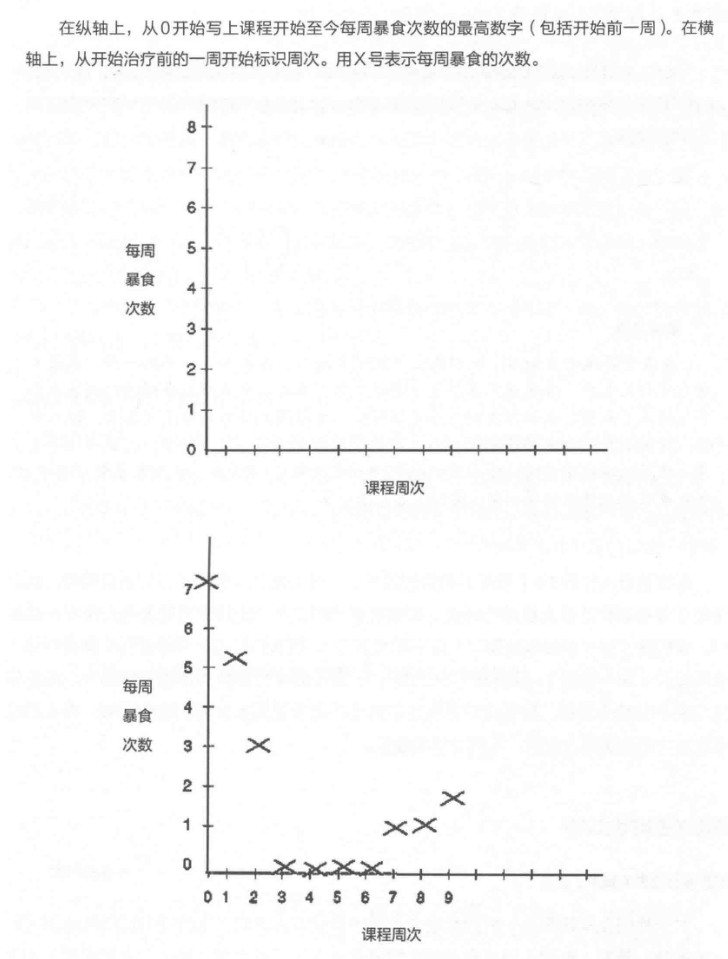 在纵轴上，从0开始写上课程开始至今每周暴食次数的最高数字（包括开始前一周）。在横
轴上，从开始治疗前的一周开始标识周次。用X号表示每周暴食的次数。
8
7
6
5
4
3
2
1
0
每周
暴食
次数
课程周次
7
6
5
4
3
2
1
0
每周
暴食
次数
0 1 2 3 4 5 6 7 8 9
课程周次